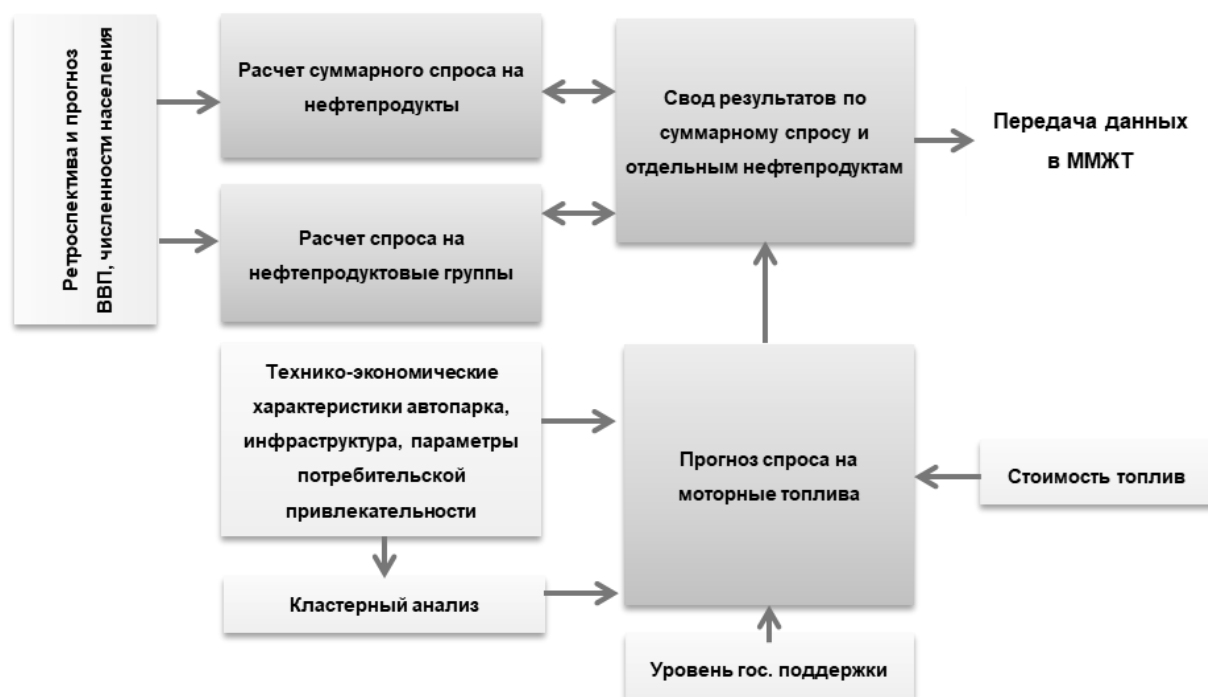 Ретроспектива и прогноз
ВВП, численности населения
Расчет суммарного спроса на
нефтепродукты
Свод результатов по
суммарному спросу и
отдельным нефтепродуктам
Передача данных
в ММЖТ
Расчет спроса на
нефтепродуктовые группы
Технико-экономические
характеристики автопарка,
инфраструктура, параметры
потребительской
привлекательности
Прогноз спроса на
моторные топлива
Стоимость топлив
Кластерный анализ
Уровень гос. поддержки